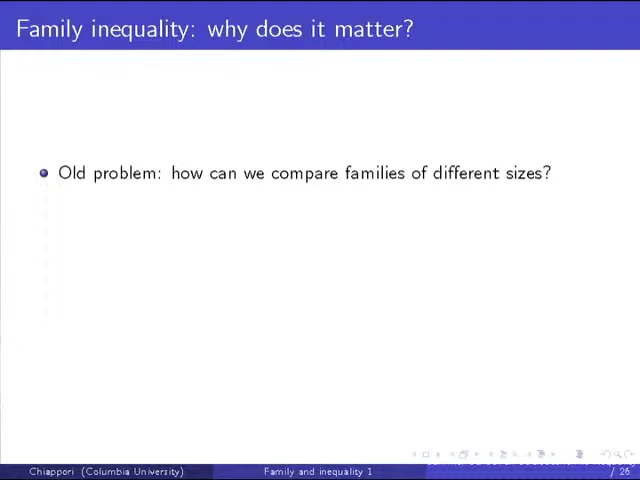 Family inequality: why does it matter?
Old problem: how can we compare families of different sizes?
Chiappori (Columbia University)
Family and inequality 1
/ 26